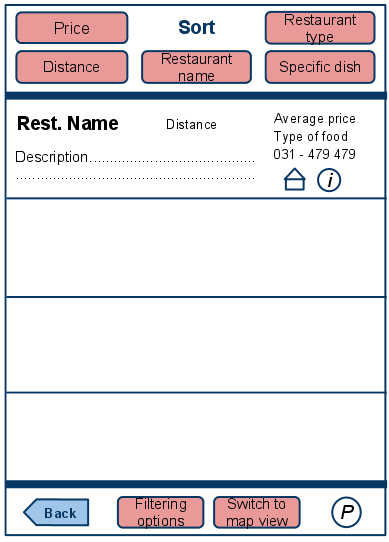 Price
Sort
Restaurant
type
Distance
Restaurant
name
Specific dish
Rest. Name
Distance
Average price
Type of food
031 - 479 479
Description......................................
......................................................
i
Back
Filtering
options
Switch to
map view
P